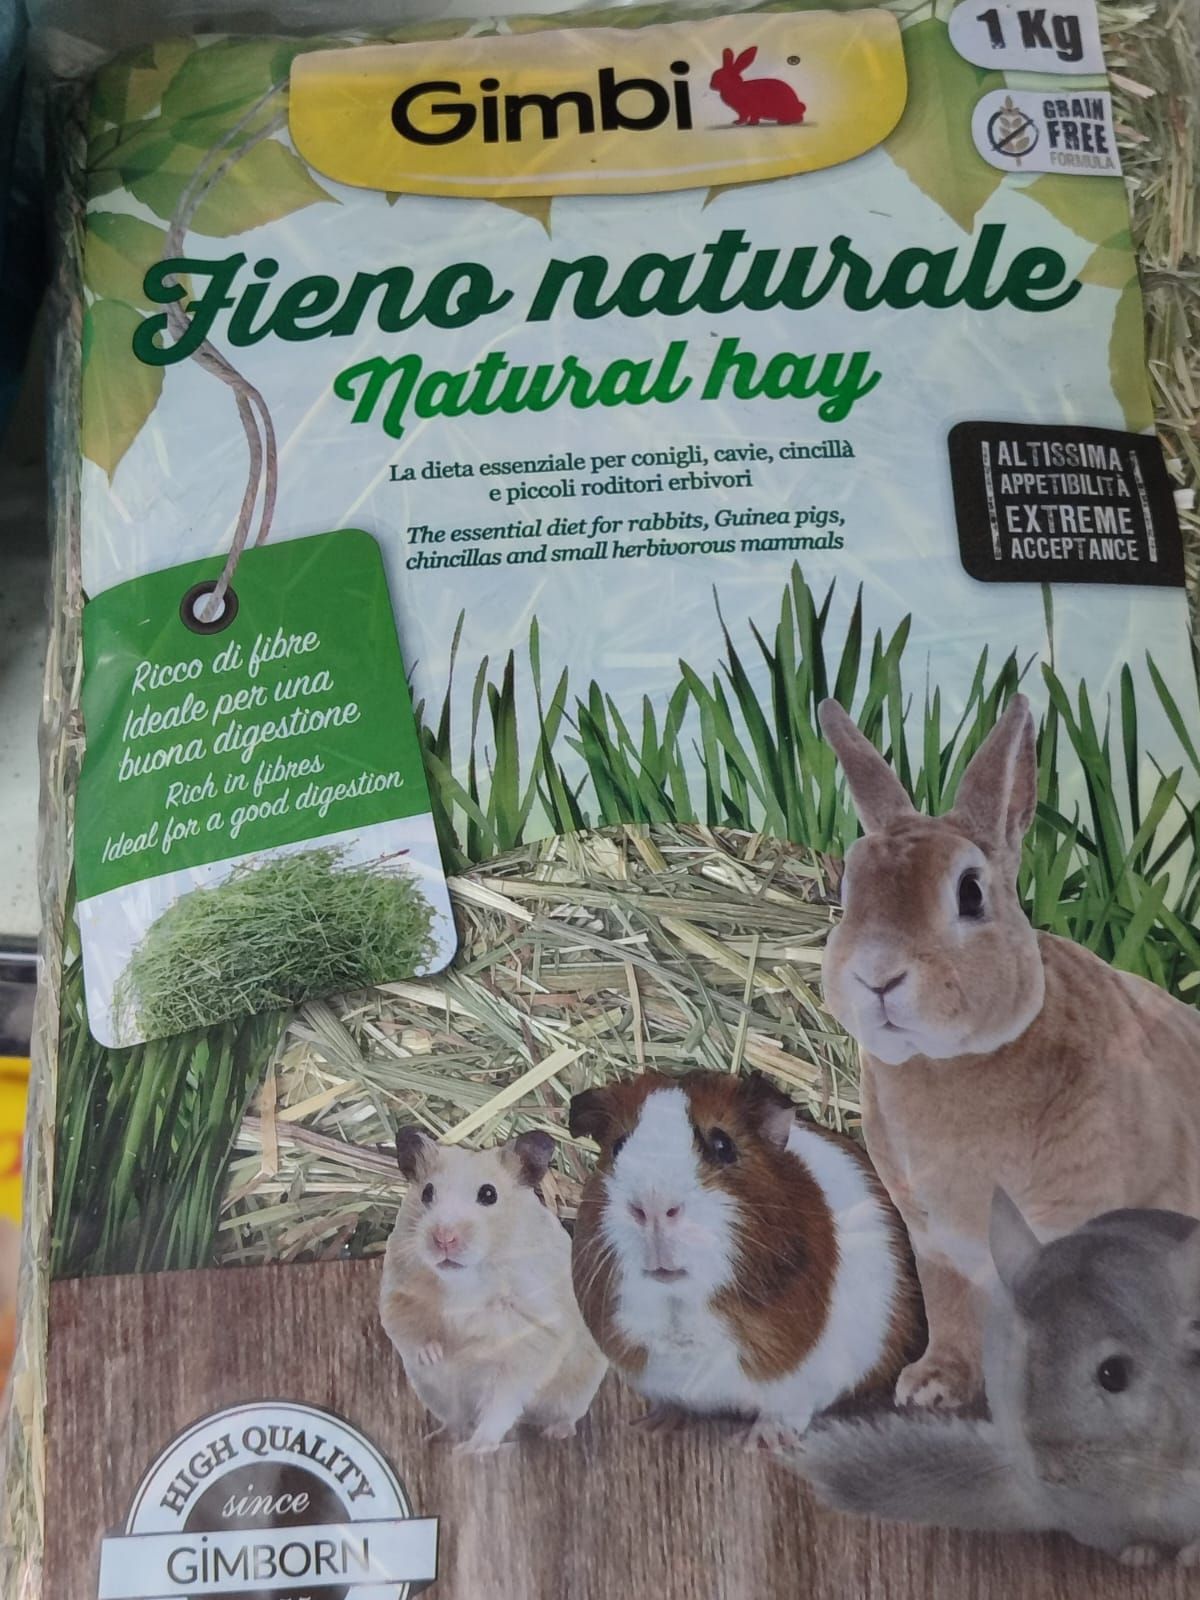 1 Kg
Gimbi®
GRAIN
FREE
FORMULA
Fieno naturale
Natural hay
La dieta essenziale per conigli, cavie, cincillà
e piccoli roditori erbivori
The essential diet for rabbits, Guinea pigs,
chincillas and small herbivorous mammals
ALTISSIMA
APPETIBILITÀ
EXTREME
ACCEPTANCE
Ricco di fibre
Ideale per una
buona digestione
Rich in fibres
Ideal for a good digestion
HIGH QUALITY
since
GiMBORN